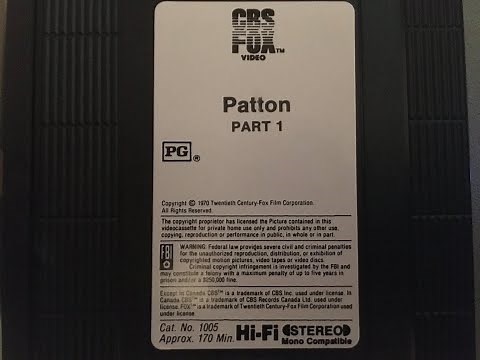 CBS
FOX™
VIDEO
Patton
PART 1
PG®
Copyright © 1970 Twentieth Century-Fox Film Corporation.
All Rights Reserved.
The copyright proprietor has licensed the Picture contained in this
videocassette for private home use only and prohibits any other use,
copying, reproduction or performance in public, in whole or in part.
FBI
WARNING: Federal law provides severe civil and criminal penalties
for the unauthorized reproduction, distribution, or exhibition of
copyrighted motion pictures, video tapes or video discs.
Criminal copyright infringement is investigated by the FBI and
may constitute a felony with a maximum penalty of up to five years in
prison and/or a $250,000 fine.
Except in Canada CBS™ is a trademark of CBS Inc. used under license. In
Canada CBS™ is a trademark of CBS Records Canada Ltd. used under
license. FOX™ is a trademark of Twentieth Century-Fox Film Corporation used
under license.
Cat. No. 1005
Approx. 170 Min.
Hi-Fi STEREO
Mono Compatible